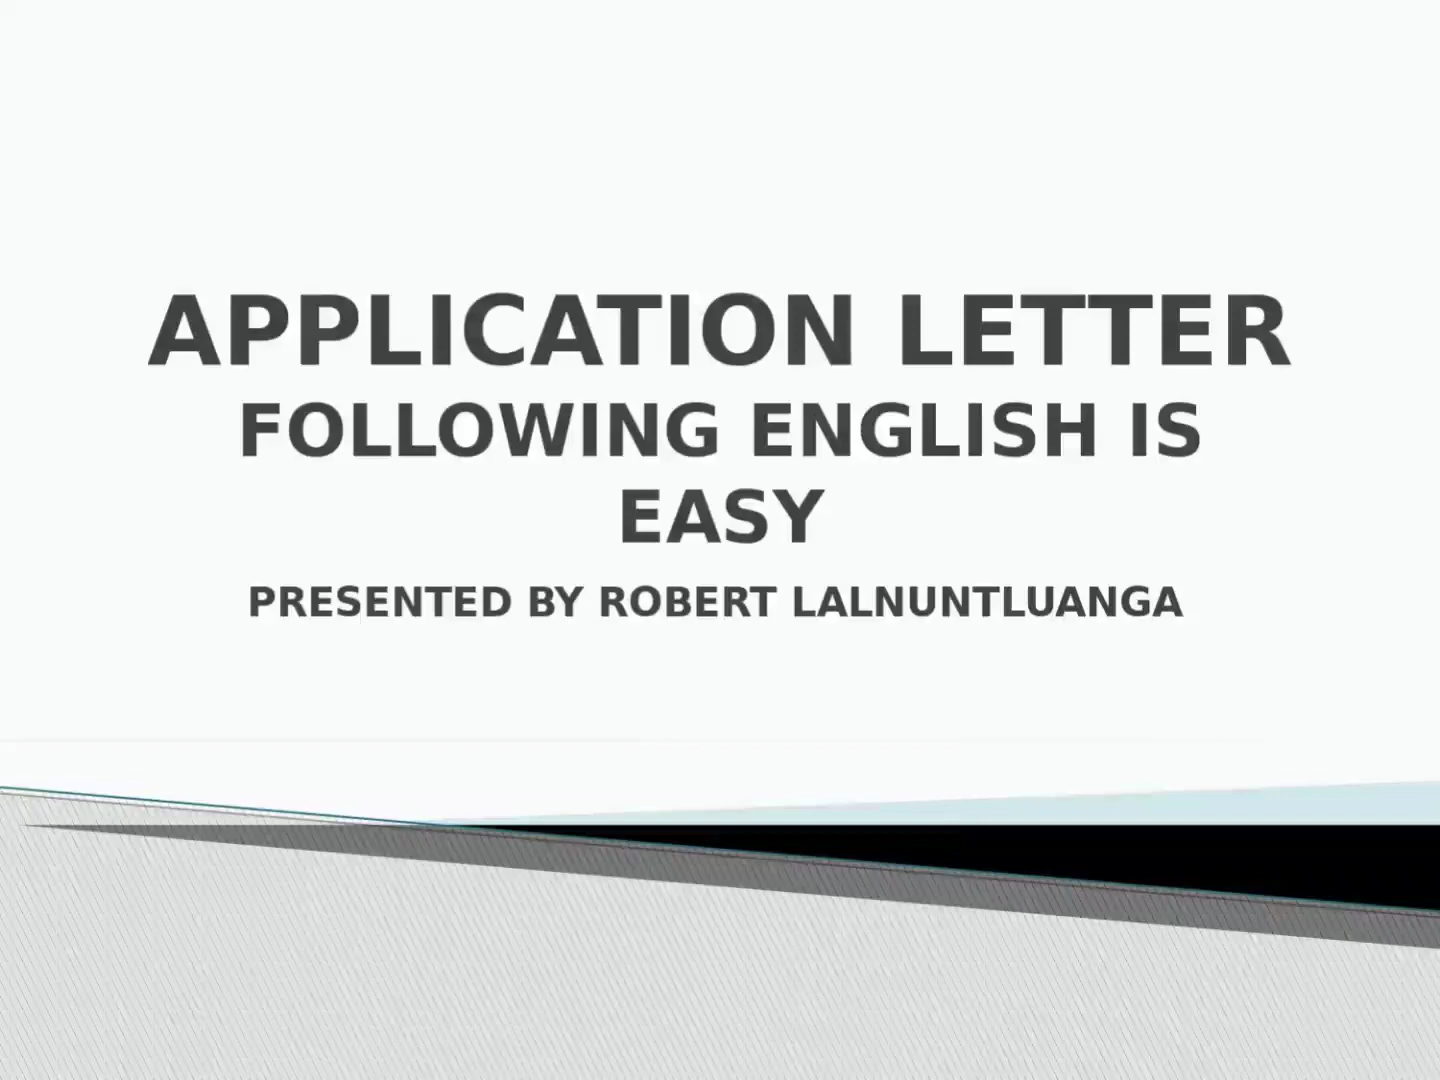 APPLICATION LETTER
FOLLOWING ENGLISH IS
EASY
PRESENTED BY ROBERT LALNUNTLUANGA